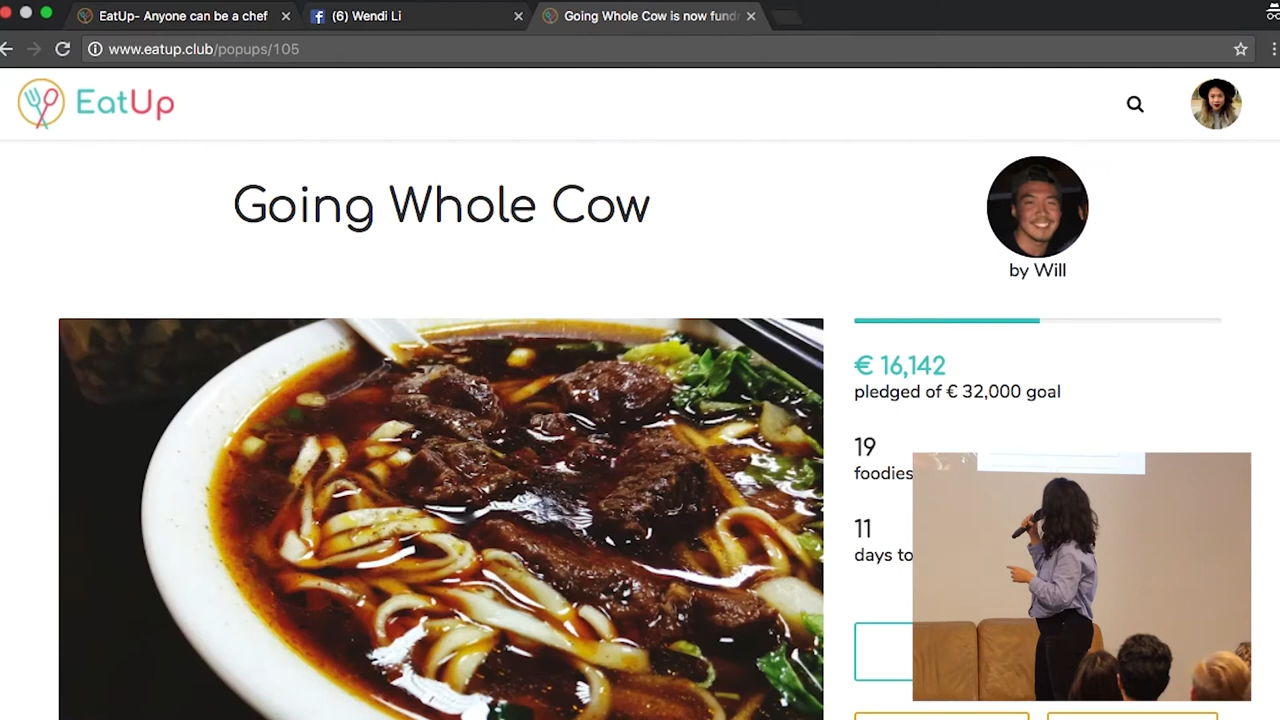 EatUp- Anyone can be a chef
(6) Wendi Li
Going Whole Cow is now fundr
www.eatup.club/popups/105
EatUp
Going Whole Cow
by Will
€ 16,142
pledged of € 32,000 goal
19
foodies
11
days to